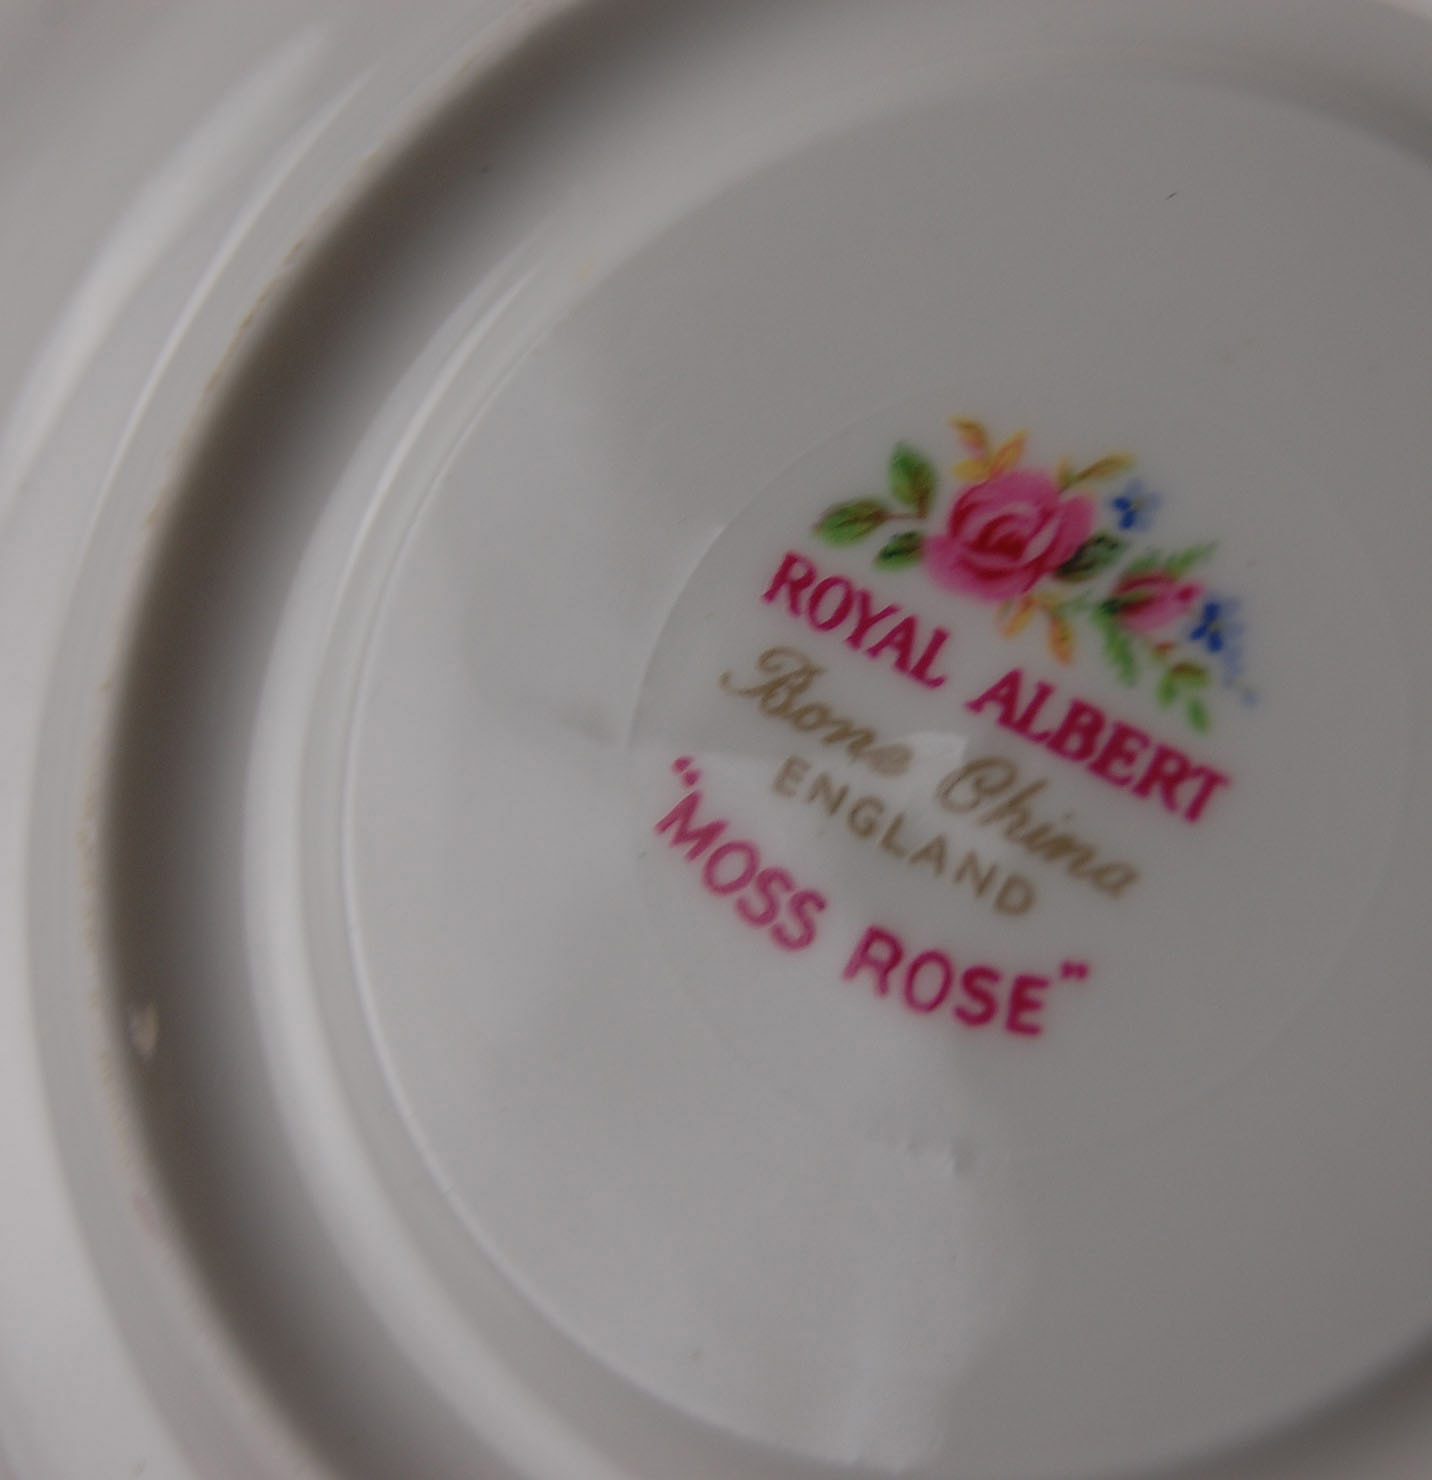 ROYAL ALBERT
Bone China
ENGLAND
"MOSS ROSE"